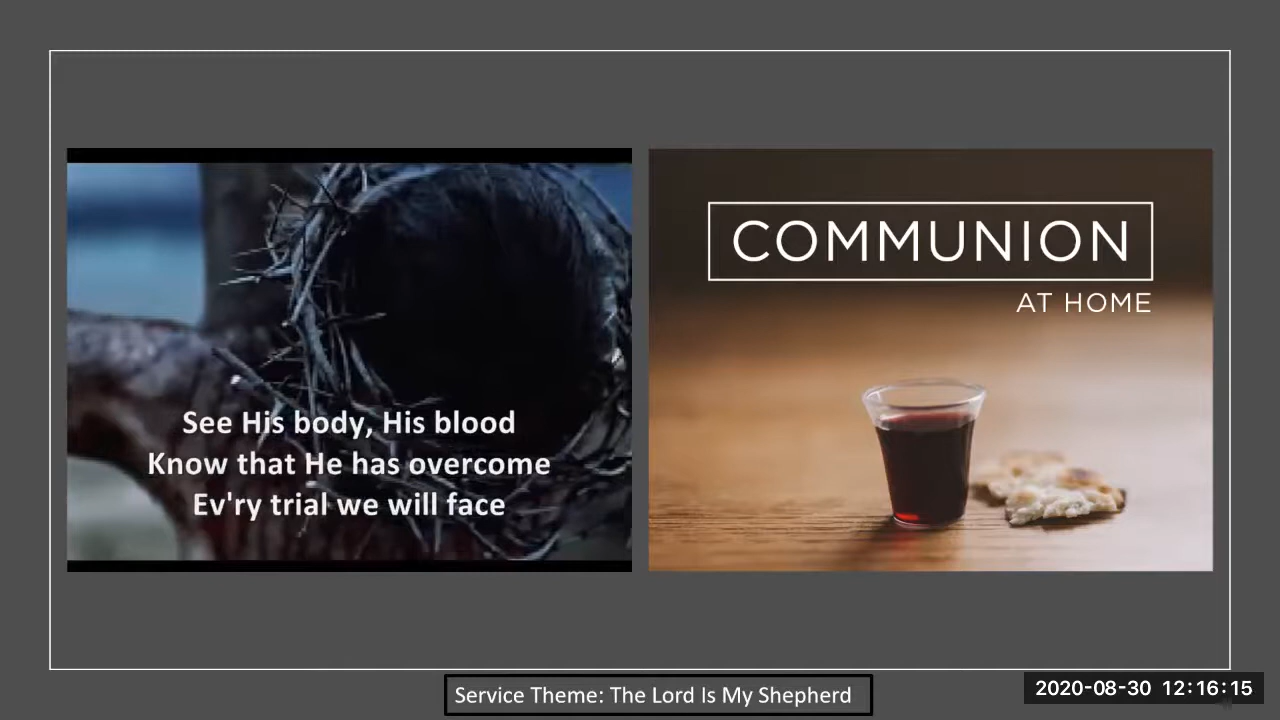 See His body, His blood
Know that He has overcome
Ev'ry trial we will face
COMMUNION
AT HOME
Service Theme: The Lord Is My Shepherd
2020-08-30 12:16:15